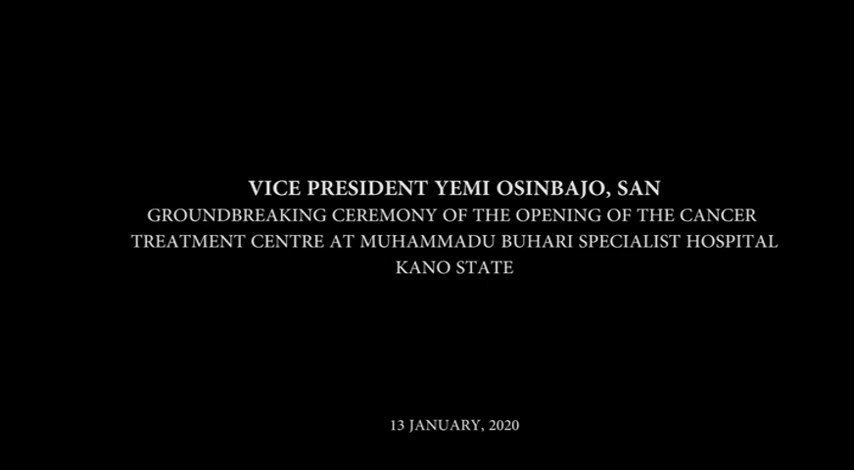 VICE PRESIDENT YEMI OSINBAJO, SAN
GROUNDBREAKING CEREMONY OF THE OPENING OF THE CANCER
TREATMENT CENTRE AT MUHAMMADU BUHARI SPECIALIST HOSPITAL
KANO STATE
13 JANUARY, 2020